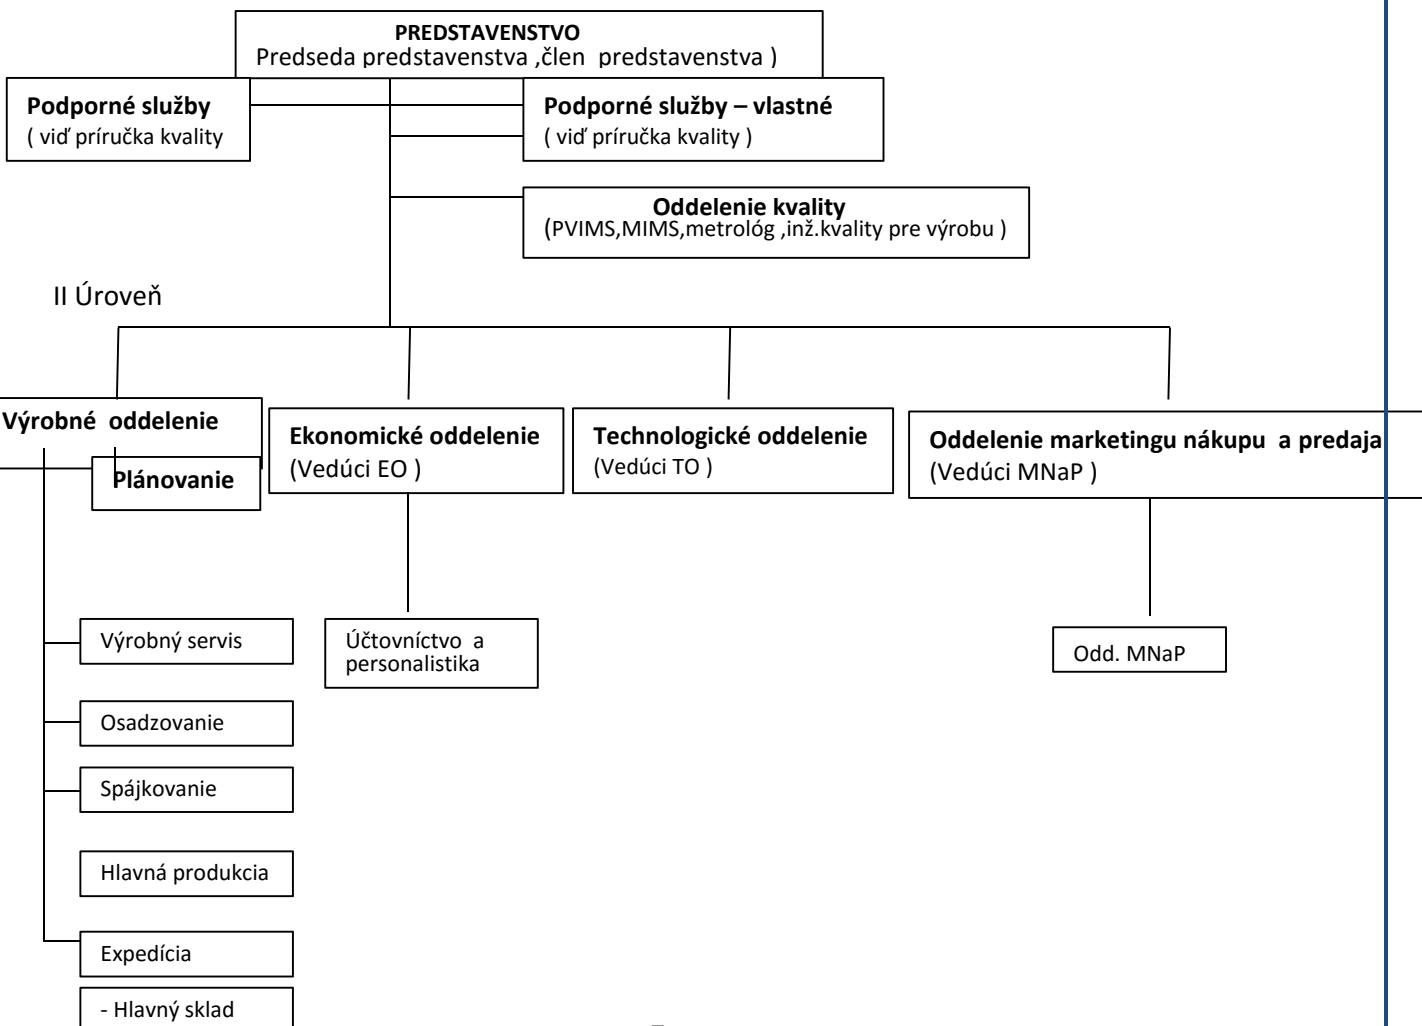 PREDSTAVENSTVO
Predseda predstavenstva ,člen  predstavenstva )
Podporné služby
( viď príručka kvality
Podporné služby – vlastné
( viď príručka kvality )
Oddelenie kvality
(PVIMS,MIMS,metrológ ,inž.kvality pre výrobu )
II Úroveň
Výrobné  oddelenie
Plánovanie
Ekonomické oddelenie
(Vedúci EO )
Technologické oddelenie
(Vedúci TO )
Oddelenie marketingu nákupu  a predaja
(Vedúci MNaP )
Výrobný servis
Účtovníctvo  a
personalistika
Odd. MNaP
Osadzovanie
Spájkovanie
Hlavná produkcia
Expedícia
- Hlavný sklad